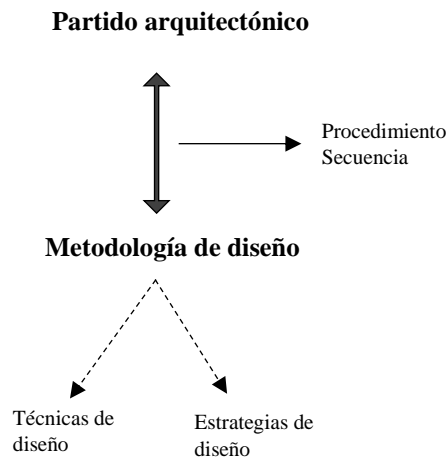 Partido arquitectónico
Procedimiento
Secuencia
Metodología de diseño
Técnicas de
diseño
Estrategias de
diseño